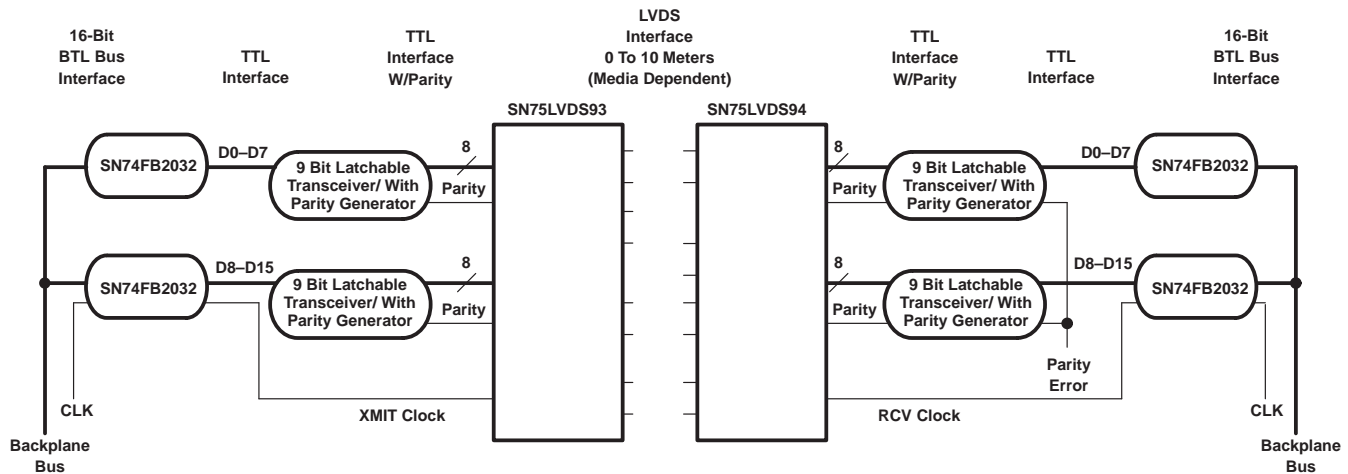 16-Bit
BTL Bus
Interface
TTL
Interface
TTL
Interface
W/Parity
LVDS
Interface
0 To 10 Meters
(Media Dependent)
TTL
Interface
W/Parity
TTL
Interface
16-Bit
BTL Bus
Interface
SN75LVDS93
SN75LVDS94
SN74FB2032
D0–D7
9 Bit Latchable
Transceiver/ With
Parity Generator
8
Parity
8
Parity
9 Bit Latchable
Transceiver/ With
Parity Generator
D0–D7
SN74FB2032
SN74FB2032
D8–D15
9 Bit Latchable
Transceiver/ With
Parity Generator
8
Parity
8
Parity
9 Bit Latchable
Transceiver/ With
Parity Generator
D8–D15
SN74FB2032
Parity
Error
CLK
XMIT Clock
RCV Clock
CLK
Backplane
Bus
Backplane
Bus